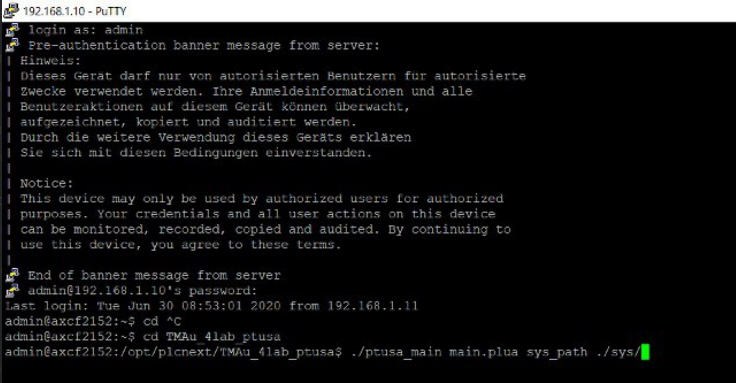 192.168.1.10 - PuTTY
login as: admin
Pre-authentication banner message from server:
| Hinweis:
| Dieses Gerat darf nur von autorisierten Benutzern fur autorisierte
| Zwecke verwendet werden. Ihre Anmeldeinformationen und alle
| Benutzeraktionen auf diesem Gerät können überwacht,
| aufgezeichnet, kopiert und auditiert werden.
| Durch die weitere Verwendung dieses Geräts erklären
| Sie sich mit diesen Bedingungen einverstanden.
|
| Notice:
| This device may only be used by authorized users for authorized
| purposes. Your credentials and all user actions on this device
| can be monitored, recorded, copied and audited. By continuing to
| use this device, you agree to these terms.
|
End of banner message from server
admin@192.168.1.10's password:
Last login: Tue Jun 30 08:53:01 2020 from 192.168.1.11
admin@axcf2152:~$ cd ^C
admin@axcf2152:~$ cd TMAu_4lab_ptusa
admin@axcf2152:/opt/plcnext/TMAu_4lab_ptusa$ ./ptusa_main main.plua sys_path ./sys/